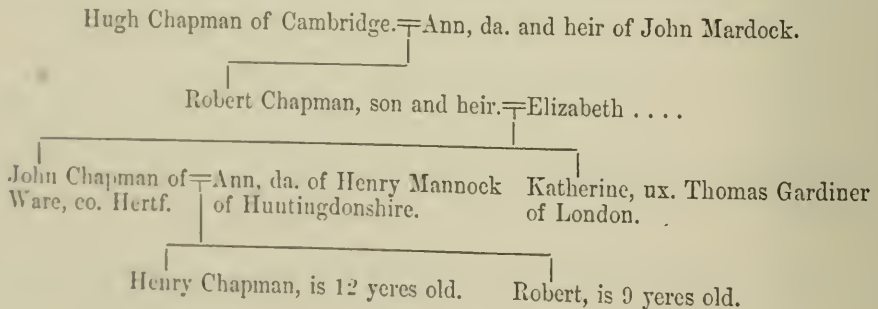 Hugh Chapman of Cambridge.=Ann, da. and heir of John Mardock.
Robert Chapman, son and heir.=Elizabeth ....
John Chapman of=Ann, da. of Henry Mannock Katherine, ux. Thomas Gardiner
Ware, co. Hertf. of Huntingdonshire. of London.
Henry Chapman, is 12 yeres old. Robert, is 9 yeres old.